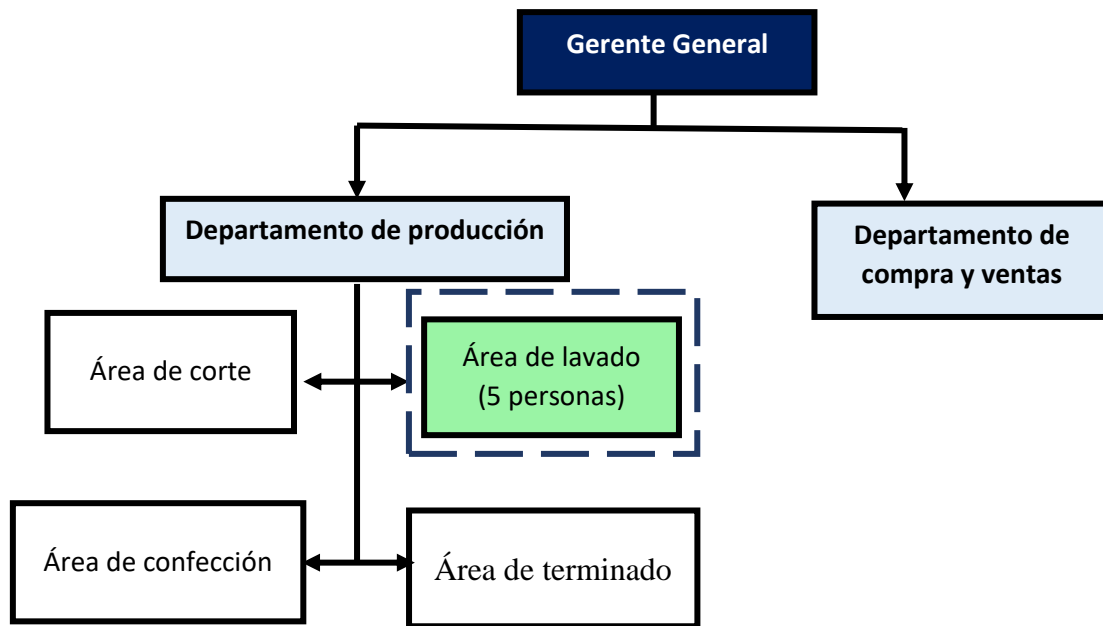 Gerente General
Departamento de producción
Departamento de
compra y ventas
Área de corte
Área de lavado
(5 personas)
Área de confección
Área de terminado